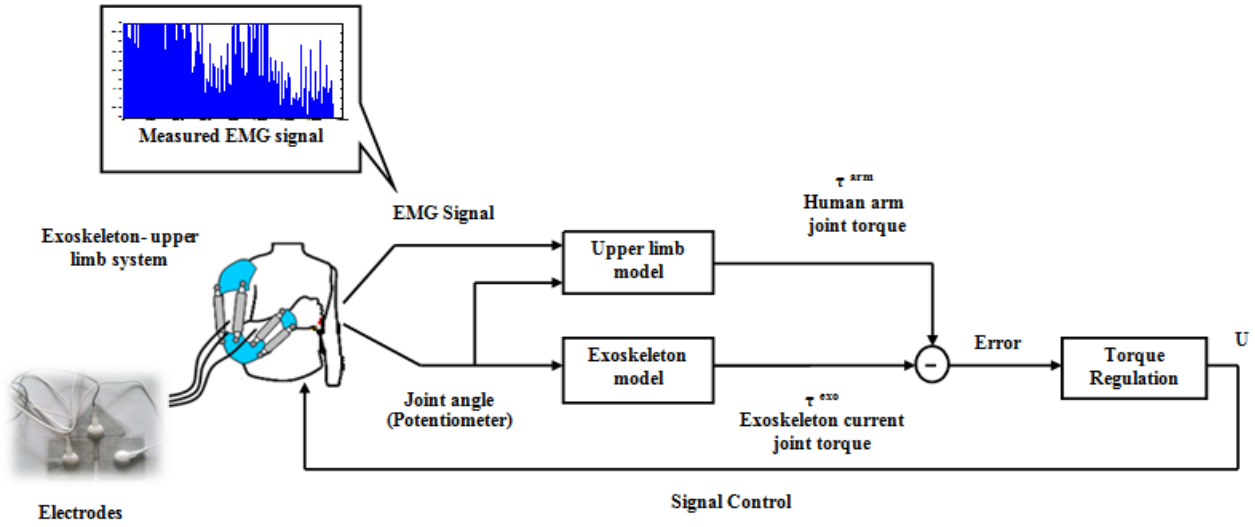 Measured EMG signal
EMG Signal
τ arm
Human arm
joint torque
Exoskeleton- upper
limb system
Upper limb
model
Exoskeleton
model
Error
U
Torque
Regulation
Joint angle
(Potentiometer)
τ exo
Exoskeleton current
joint torque
Signal Control
Electrodes